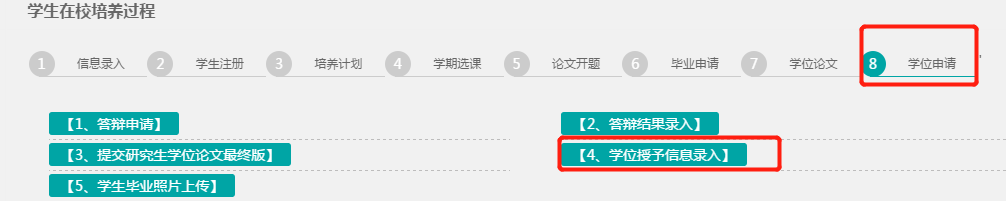 学生在校培养过程
1 信息录入 2 学生注册 3 培养计划 4 学期选课 5 论文开题 6 毕业申请 7 学位论文 8 学位申请
【1、答辩申请】 【2、答辩结果录入】
【3、提交研究生学位论文最终版】 【4、学位授予信息录入】
【5、学生毕业照片上传】